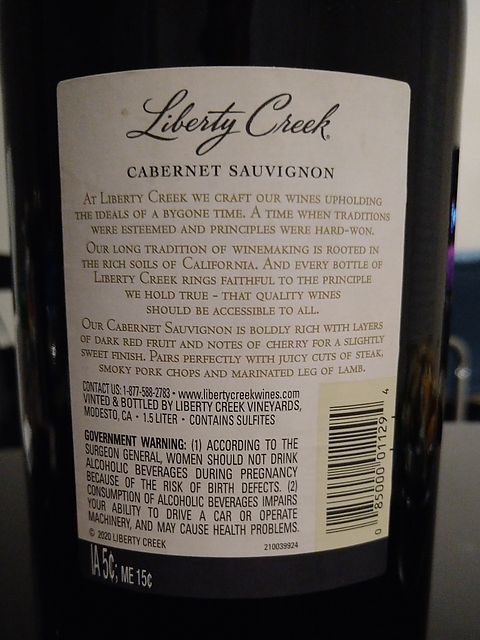 Liberty Creek
CABERNET SAUVIGNON
AT LIBERTY CREEK WE CRAFT OUR WINES UPHOLDING
THE IDEALS OF A BYGONE TIME. A TIME WHEN TRADITIONS
WERE ESTEEMED AND PRINCIPLES WERE HARD-WON.
OUR LONG TRADITION OF WINEMAKING IS ROOTED IN
THE RICH SOILS OF CALIFORNIA. AND EVERY BOTTLE OF
LIBERTY CREEK RINGS FAITHFUL TO THE PRINCIPLE
WE HOLD TRUE – THAT QUALITY WINES
SHOULD BE ACCESSIBLE TO ALL.
OUR CABERNET SAUVIGNON IS BOLDLY RICH WITH LAYERS
OF DARK RED FRUIT AND NOTES OF CHERRY FOR A SLIGHTLY
SWEET FINISH. PAIRS PERFECTLY WITH JUICY CUTS OF STEAK,
SMOKY PORK CHOPS AND MARINATED LEG OF LAMB.
CONTACT US: 1-877-588-2783 • www.libertycreekwines.com
VINTED & BOTTLED BY LIBERTY CREEK VINEYARDS,
MODESTO, CA • 1.5 LITER • CONTAINS SULFITES
GOVERNMENT WARNING: (1) ACCORDING TO THE
SURGEON GENERAL, WOMEN SHOULD NOT DRINK
ALCOHOLIC BEVERAGES DURING PREGNANCY
BECAUSE OF THE RISK OF BIRTH DEFECTS. (2)
CONSUMPTION OF ALCOHOLIC BEVERAGES IMPAIRS
YOUR ABILITY TO DRIVE A CAR OR OPERATE
MACHINERY, AND MAY CAUSE HEALTH PROBLEMS.
© 2020 LIBERTY CREEK
210039924
0 85000 01129 4
IA 5¢; ME 15¢